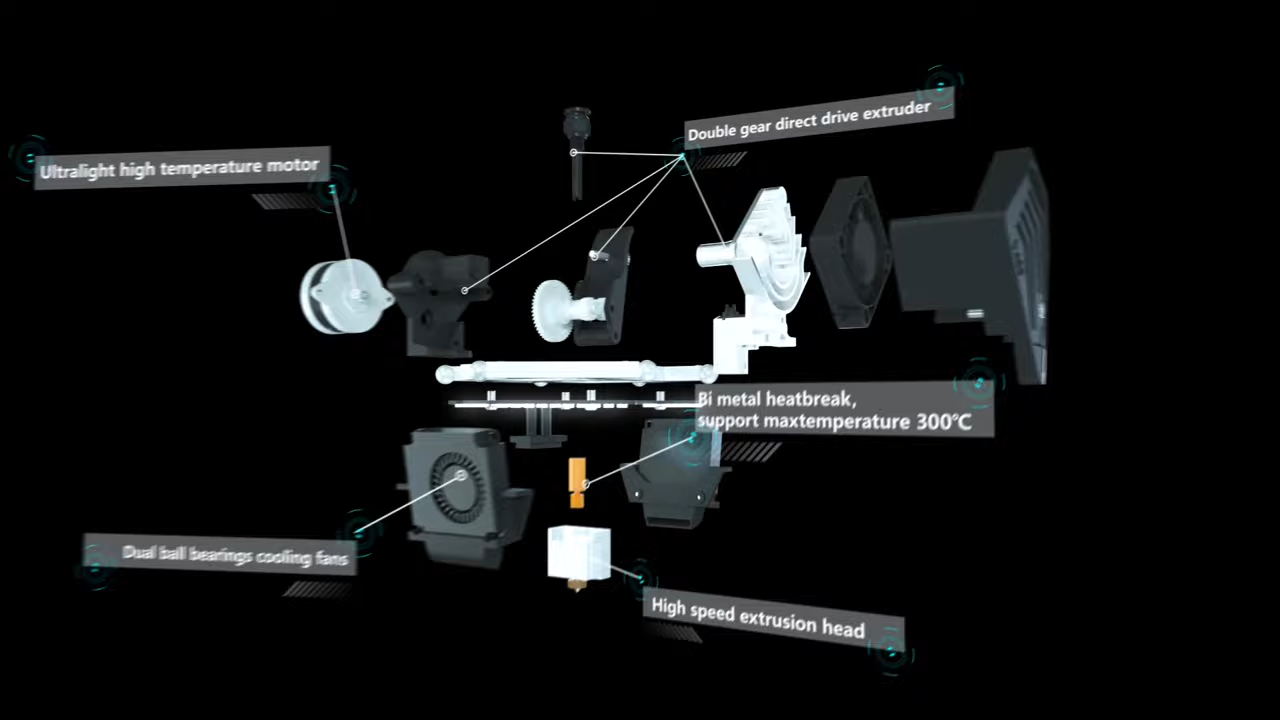 Double gear direct drive extruder
Ultralight high temperature motor
Bi metal heatbreak,
support maxtemperature 300℃
Dual ball bearings cooling fans
High speed extrusion head